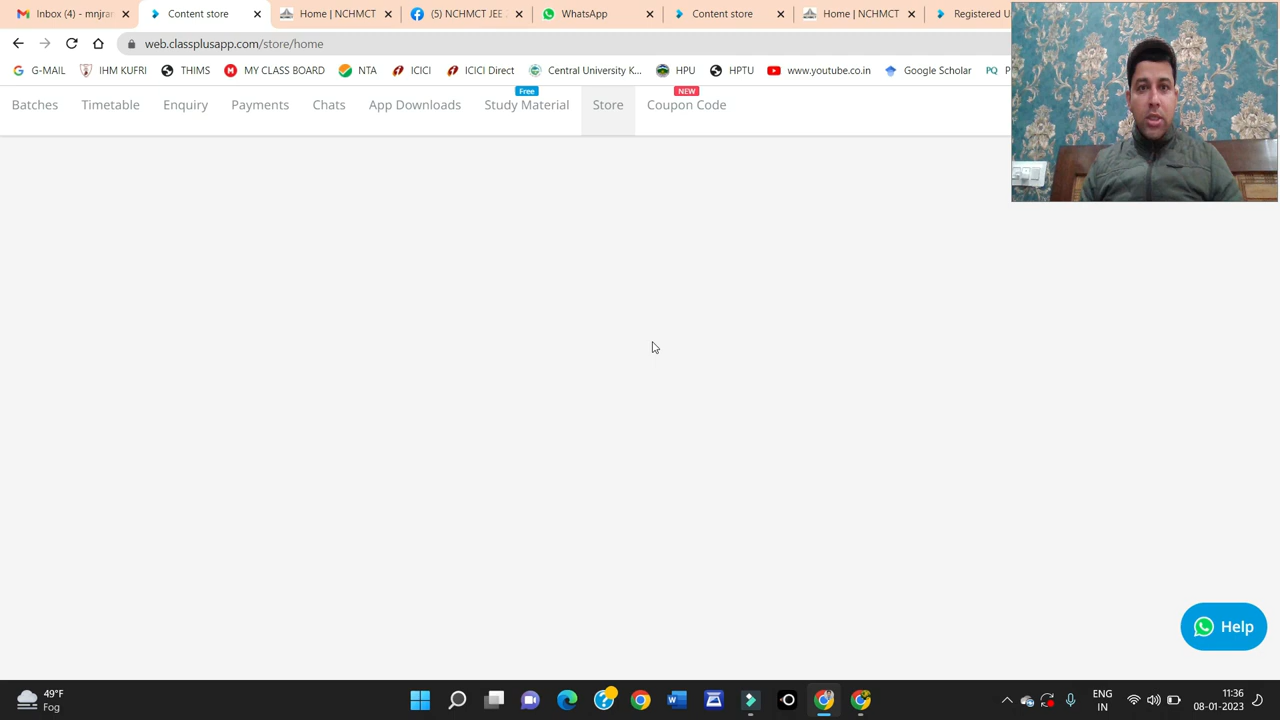 Inbox (4) - mnjrar
Content store
Home | NCHMCT
(5) NCHMCT JEE
WhatsApp
Content store
Home | NCHMCT
Registered U
web.classplusapp.com/store/home
G-MAIL
IHM KUFRI
THIMS
MY CLASS BOARD
NTA
ICICI
ICICI Direct
Central University K...
HPU
HPTU
www.youtube.co.in
Google Scholar
PQ P
Free
NEW
Batches
Timetable
Enquiry
Payments
Chats
App Downloads
Study Material
Store
Coupon Code
Help
49°F
Fog
ENG
IN
11:36
08-01-2023